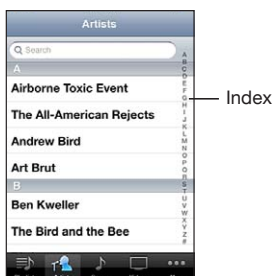 Artists
Search
A
Airborne Toxic Event
The All-American Rejects
Andrew Bird
Art Brut
B
Ben Kweller
The Bird and the Bee
A
B
C
D
E
F
G
H
I
J
K
L
M
N
O
P
Q
R
S
T
U
V
W
X
Y
Z
#
Index